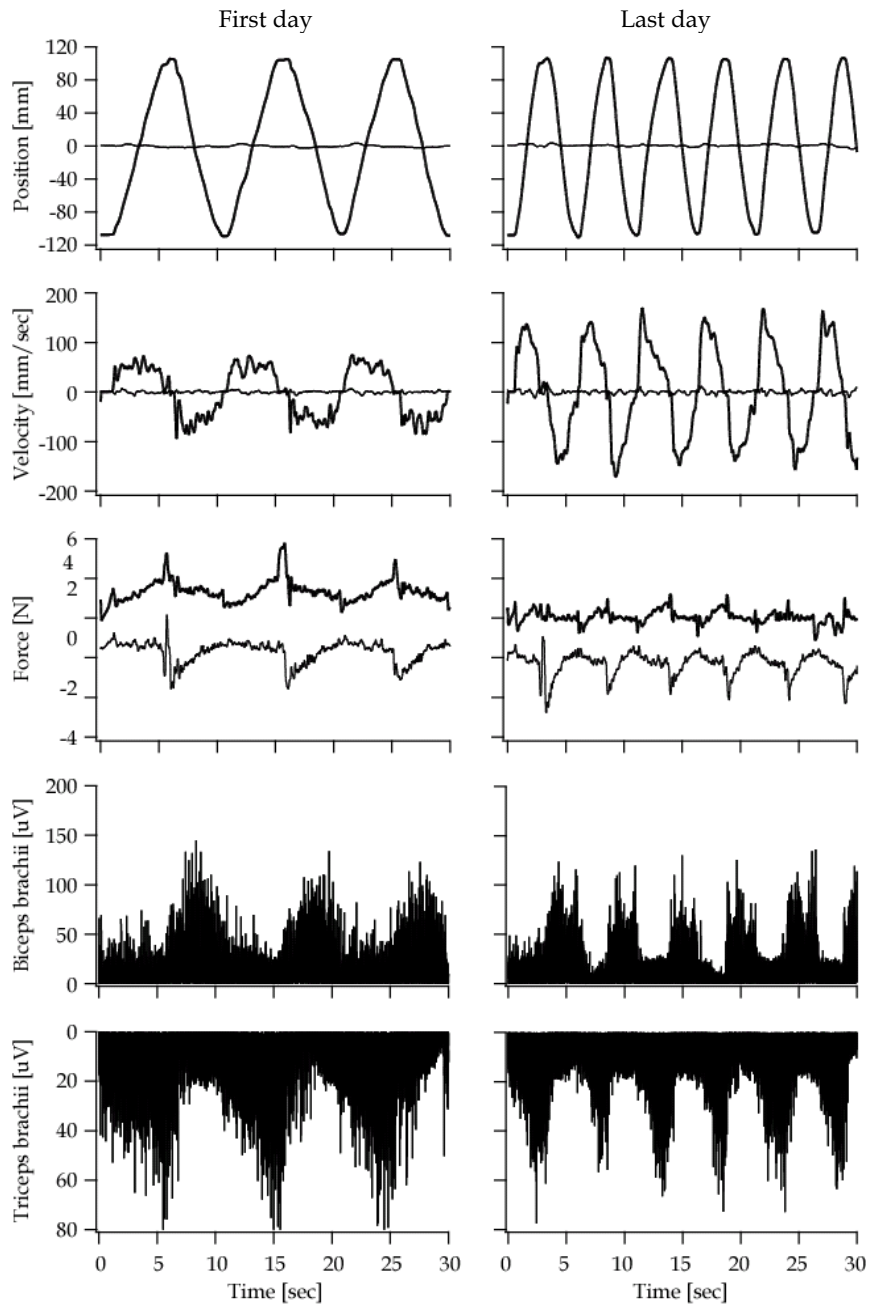 First day
Last day
Position [mm]
120
80
40
0
-40
-80
-120
Velocity [mm/sec]
200
100
0
-100
-200
Force [N]
6
4
2
0
-2
-4
Biceps brachii [uV]
200
150
100
50
0
Triceps brachii [uV]
0
20
40
60
80
0 5 10 15 20 25 30
0 5 10 15 20 25 30
Time [sec]
Time [sec]